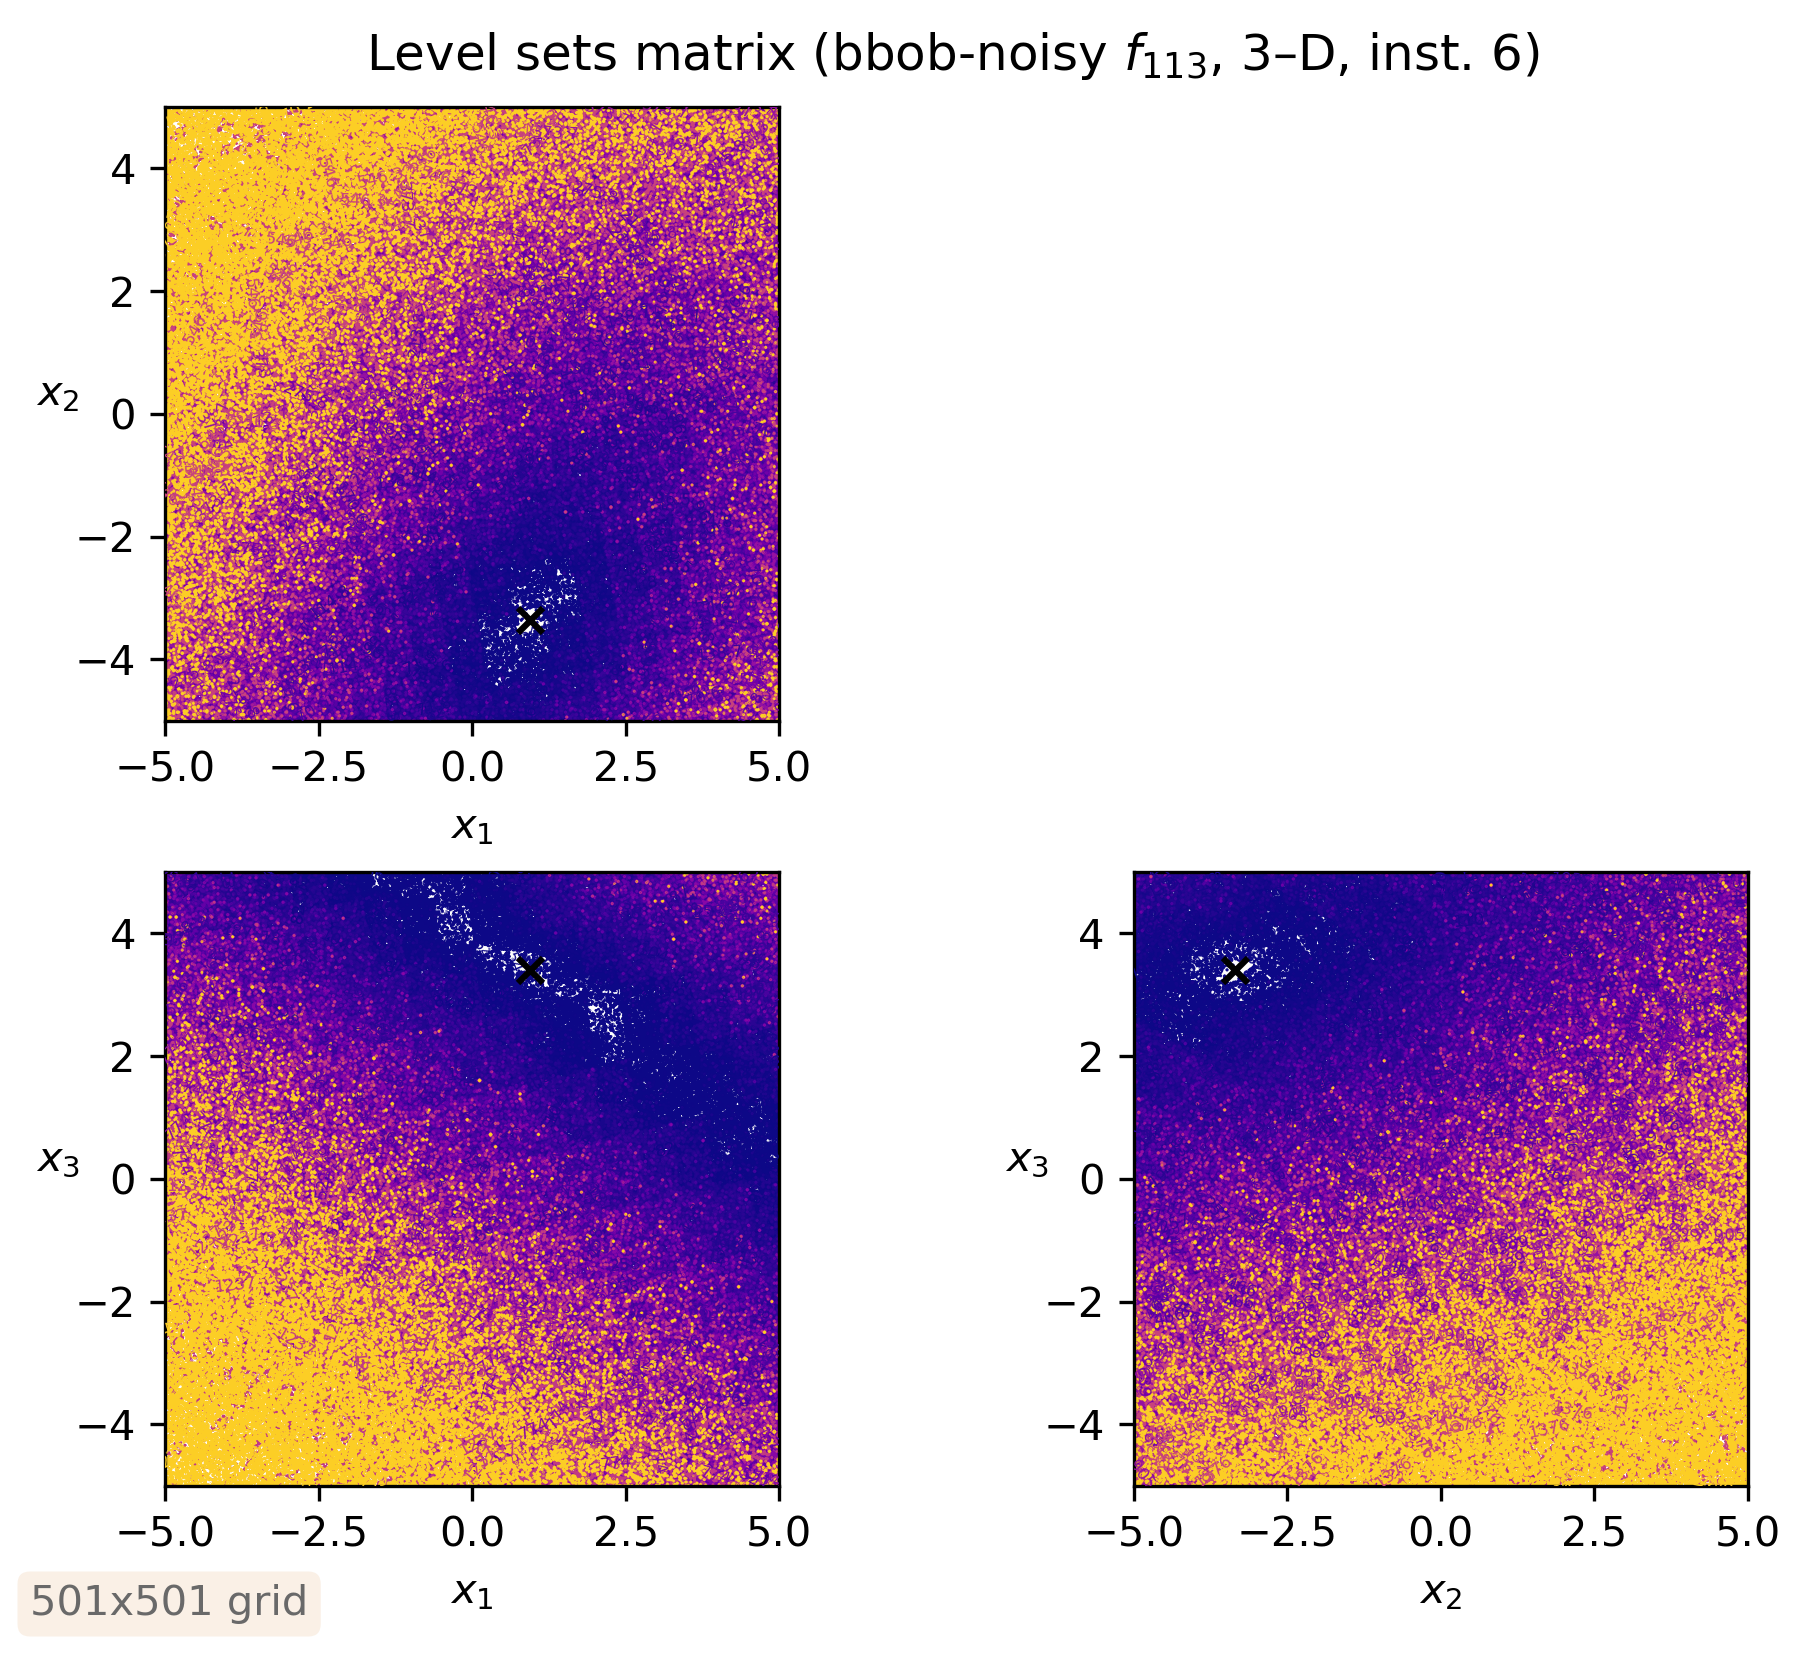 Level sets matrix (bbob-noisy f₁₁₃, 3–D, inst. 6)
4
2
x₂ 0
−2
−4
−5.0 −2.5 0.0 2.5 5.0
x₁
4 4
2 2
x₃ 0 x₃ 0
−2 −2
−4 −4
−5.0 −2.5 0.0 2.5 5.0 −5.0 −2.5 0.0 2.5 5.0
501x501 grid x₁ x₂